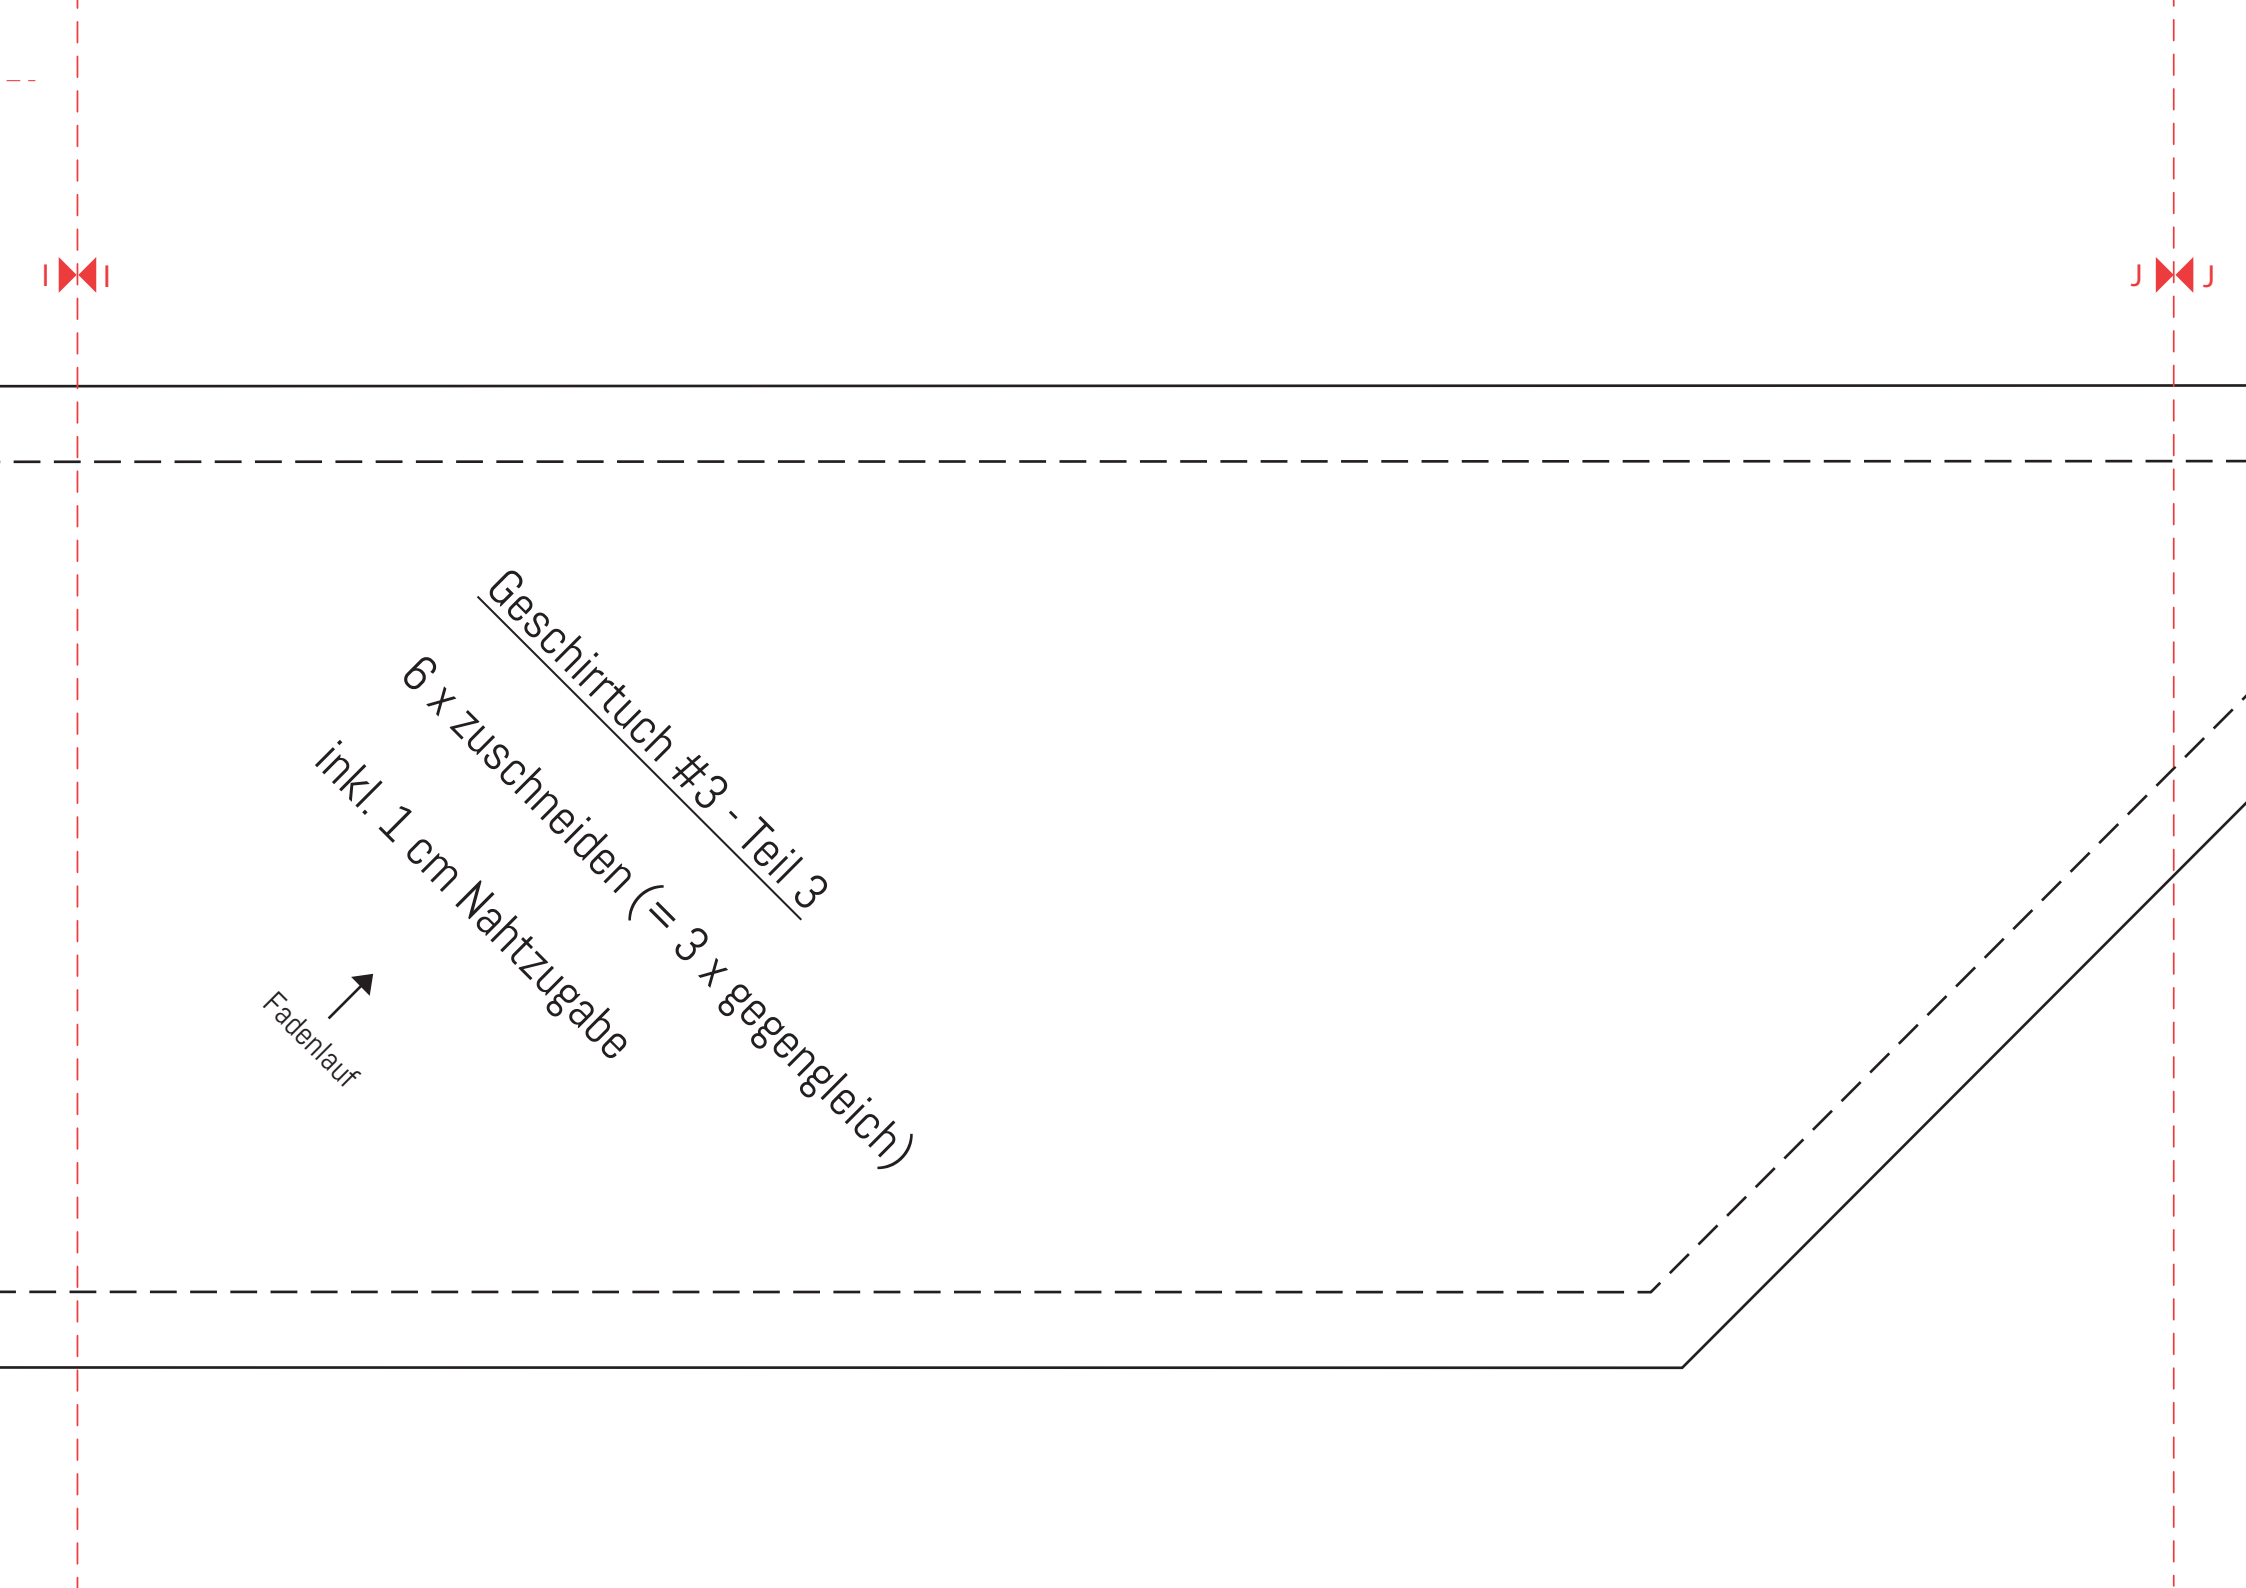 I I
J J
Geschirrtuch #3 - Teil 3
6 x zuschneiden (= 3 x gegengleich)
inkl. 1 cm Nahtzugabe
Fadenlauf